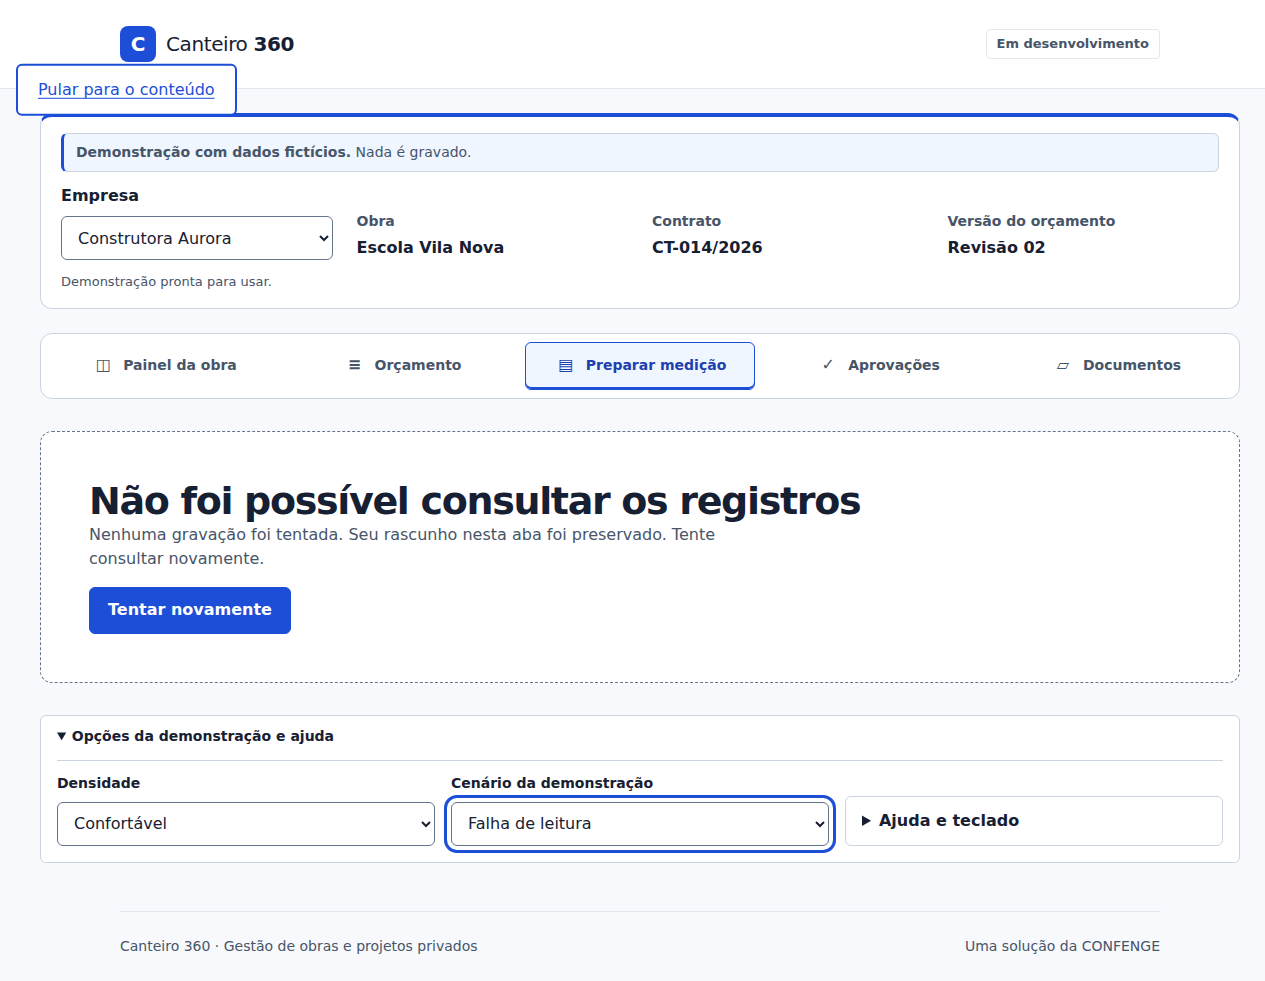 C Canteiro 360
Em desenvolvimento
Pular para o conteúdo
Demonstração com dados fictícios. Nada é gravado.
Empresa
Construtora Aurora
Obra
Escola Vila Nova
Contrato
CT-014/2026
Versão do orçamento
Revisão 02
Demonstração pronta para usar.
Painel da obra
Orçamento
Preparar medição
Aprovações
Documentos
Não foi possível consultar os registros
Nenhuma gravação foi tentada. Seu rascunho nesta aba foi preservado. Tente
consultar novamente.
Tentar novamente
Opções da demonstração e ajuda
Densidade
Confortável
Cenário da demonstração
Falha de leitura
Ajuda e teclado
Canteiro 360 · Gestão de obras e projetos privados
Uma solução da CONFENGE